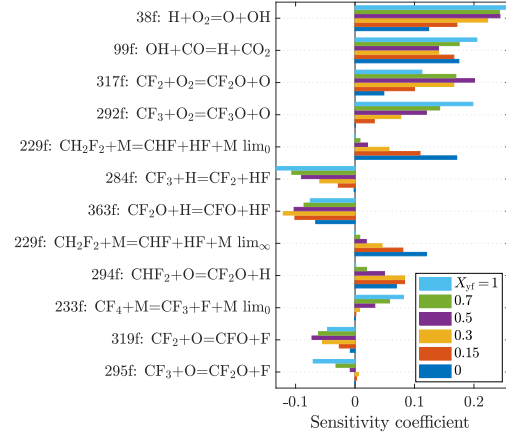 38f: H+O₂=O+OH
99f: OH+CO=H+CO₂
317f: CF₂+O₂=CF₂O+O
292f: CF₃+O₂=CF₃O+O
229f: CH₂F₂+M=CHF+HF+M lim₀
284f: CF₃+H=CF₂+HF
363f: CF₂O+H=CFO+HF
229f: CH₂F₂+M=CHF+HF+M lim∞
294f: CHF₂+O=CF₂O+H
233f: CF₄+M=CF₃+F+M lim₀
319f: CF₂+O=CFO+F
295f: CF₃+O=CF₂O+F
X_yf=1
0.7
0.5
0.3
0.15
0
-0.1 0 0.1 0.2
Sensitivity coefficient